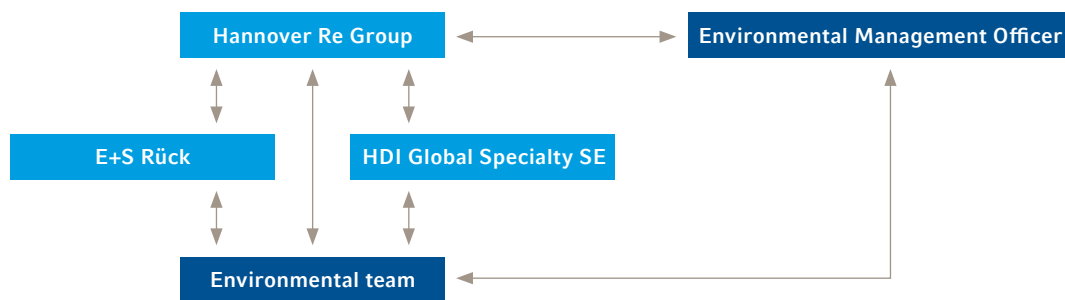 Hannover Re Group
Environmental Management Officer
E+S Rück
HDI Global Specialty SE
Environmental team